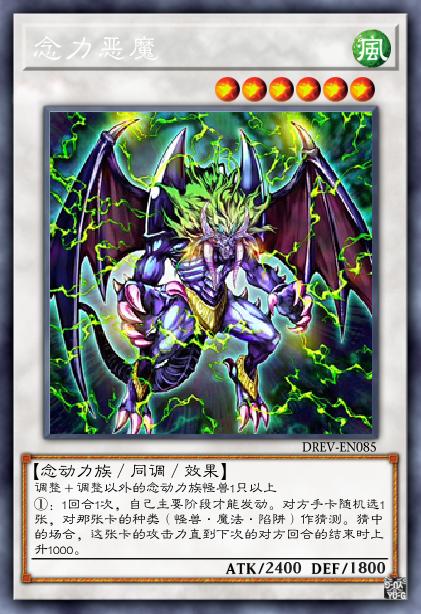 念力恶魔
風
DREV-EN085
【念动力族／同调／效果】
调整＋调整以外的念动力族怪兽1只以上
①：1回合1次，自己主要阶段才能发动。对方手卡随机选1
张，对那张卡的种类（怪兽・魔法・陷阱）作猜测。猜中
的场合，这张卡的攻击力直到下次的对方回合的结束时上
升1000。
ATK/2400 DEF/1800